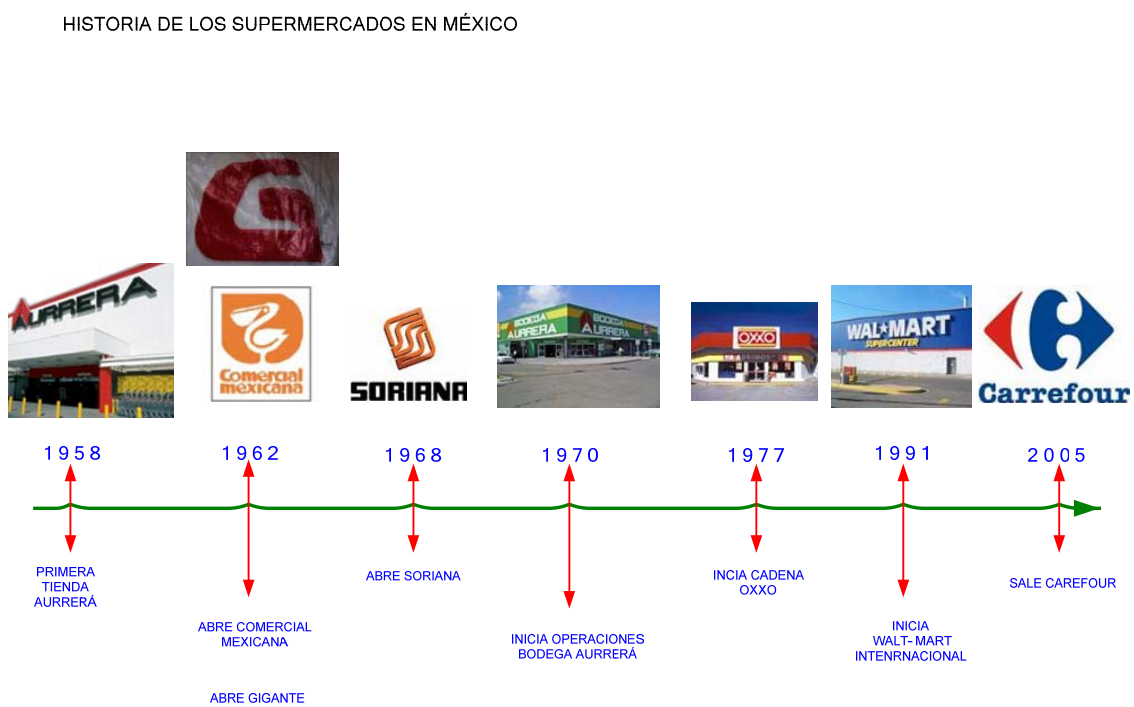 HISTORIA DE LOS SUPERMERCADOS EN MÉXICO
AURRERA
Comercial
mexicana
SORIANA
BODEGA
AURRERA
BODEGA
AURRERA
OXXO
WAL★MART
SUPERCENTER
Carrefour
1958
1962
1968
1970
1977
1991
2005
PRIMERA
TIENDA
AURRERÁ
ABRE COMERCIAL
MEXICANA
ABRE GIGANTE
ABRE SORIANA
INICIA OPERACIONES
BODEGA AURRERÁ
INCIA CADENA
OXXO
INICIA
WALT- MART
INTENRNACIONAL
SALE CAREFOUR